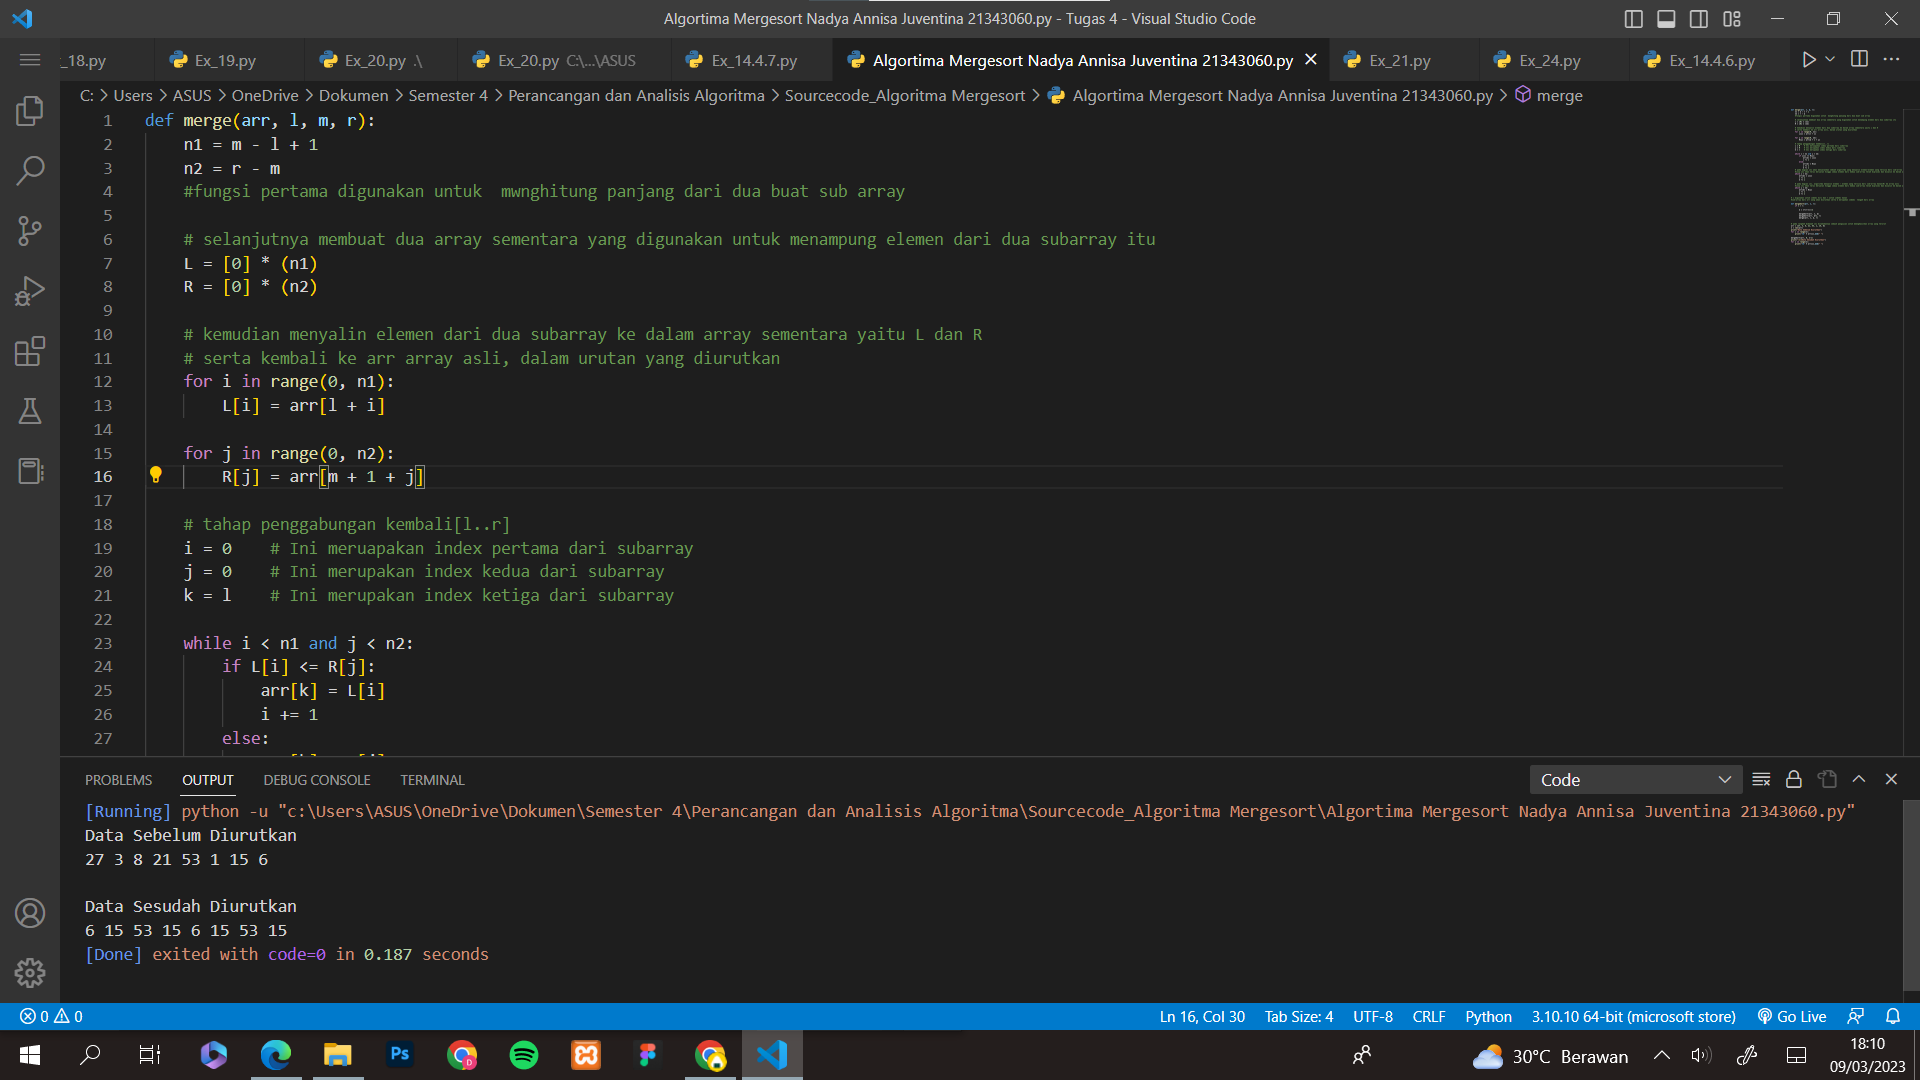 Algortima Mergesort Nadya Annisa Juventina 21343060.py - Tugas 4 - Visual Studio Code
_18.py Ex_19.py Ex_20.py .\ Ex_20.py C:\...\ASUS Ex_14.4.7.py Algortima Mergesort Nadya Annisa Juventina 21343060.py Ex_21.py Ex_24.py Ex_14.4.6.py
C: > Users > ASUS > OneDrive > Dokumen > Semester 4 > Perancangan dan Analisis Algoritma > Sourcecode_Algoritma Mergesort > Algortima Mergesort Nadya Annisa Juventina 21343060.py > merge
1 def merge(arr, l, m, r):
2 n1 = m - l + 1
3 n2 = r - m
4 #fungsi pertama digunakan untuk  mwnghitung panjang dari dua buat sub array
5
6 # selanjutnya membuat dua array sementara yang digunakan untuk menampung elemen dari dua subarray itu
7 L = [0] * (n1)
8 R = [0] * (n2)
9
10 # kemudian menyalin elemen dari dua subarray ke dalam array sementara yaitu L dan R
11 # serta kembali ke arr array asli, dalam urutan yang diurutkan
12 for i in range(0, n1):
13 L[i] = arr[l + i]
14
15 for j in range(0, n2):
16 R[j] = arr[m + 1 + j]
17
18 # tahap penggabungan kembali[l..r]
19 i = 0    # Ini meruapakan index pertama dari subarray
20 j = 0    # Ini merupakan index kedua dari subarray
21 k = l    # Ini merupakan index ketiga dari subarray
22
23 while i < n1 and j < n2:
24 if L[i] <= R[j]:
25 arr[k] = L[i]
26 i += 1
27 else:
PROBLEMS OUTPUT DEBUG CONSOLE TERMINAL Code
[Running] python -u "c:\Users\ASUS\OneDrive\Dokumen\Semester 4\Perancangan dan Analisis Algoritma\Sourcecode_Algoritma Mergesort\Algortima Mergesort Nadya Annisa Juventina 21343060.py"
Data Sebelum Diurutkan
27 3 8 21 53 1 15 6
Data Sesudah Diurutkan
6 15 53 15 6 15 53 15
[Done] exited with code=0 in 0.187 seconds
0 0 Ln 16, Col 30 Tab Size: 4 UTF-8 CRLF Python 3.10.10 64-bit (microsoft store) Go Live
Ps 30°C Berawan 18:10
09/03/2023